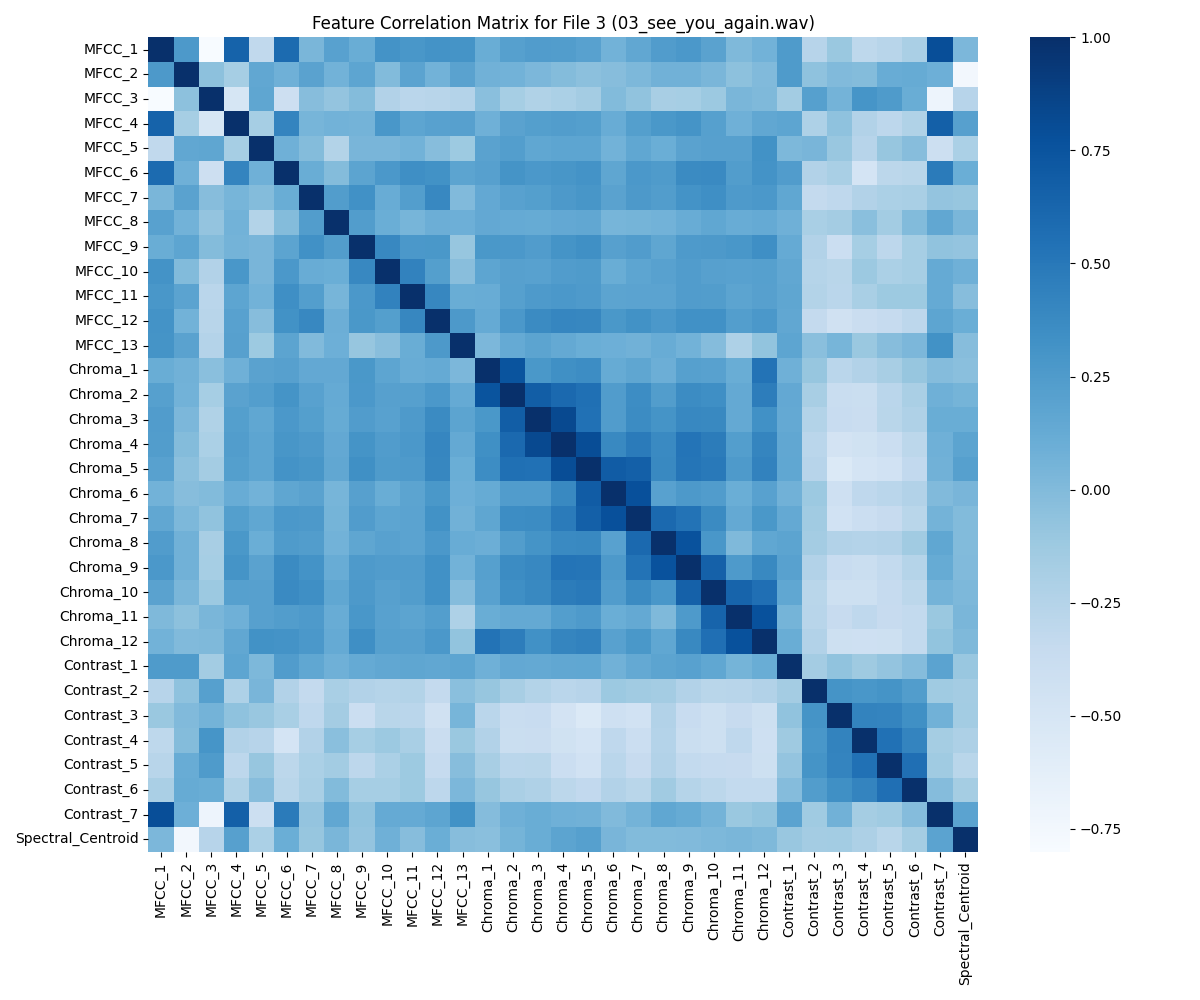 Feature Correlation Matrix for File 3 (03_see_you_again.wav)
MFCC_1
MFCC_2
MFCC_3
MFCC_4
MFCC_5
MFCC_6
MFCC_7
MFCC_8
MFCC_9
MFCC_10
MFCC_11
MFCC_12
MFCC_13
Chroma_1
Chroma_2
Chroma_3
Chroma_4
Chroma_5
Chroma_6
Chroma_7
Chroma_8
Chroma_9
Chroma_10
Chroma_11
Chroma_12
Contrast_1
Contrast_2
Contrast_3
Contrast_4
Contrast_5
Contrast_6
Contrast_7
Spectral_Centroid
MFCC_1
MFCC_2
MFCC_3
MFCC_4
MFCC_5
MFCC_6
MFCC_7
MFCC_8
MFCC_9
MFCC_10
MFCC_11
MFCC_12
MFCC_13
Chroma_1
Chroma_2
Chroma_3
Chroma_4
Chroma_5
Chroma_6
Chroma_7
Chroma_8
Chroma_9
Chroma_10
Chroma_11
Chroma_12
Contrast_1
Contrast_2
Contrast_3
Contrast_4
Contrast_5
Contrast_6
Contrast_7
Spectral_Centroid
1.00
0.75
0.50
0.25
0.00
−0.25
−0.50
−0.75